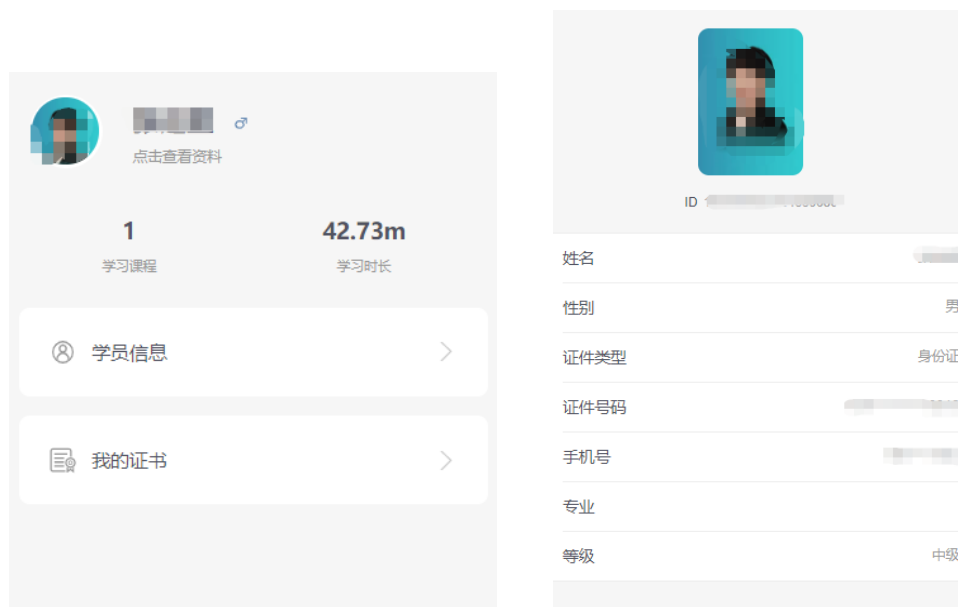 点击查看资料
1
42.73m
学习课程
学习时长
学员信息
我的证书
ID
姓名
性别
男
证件类型
身份证
证件号码
手机号
专业
等级
中级